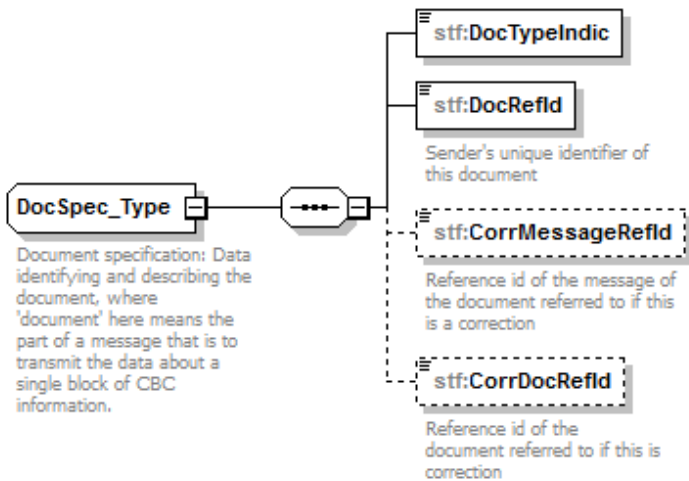 stf:DocTypeIndic
stf:DocRefId
Sender's unique identifier of
this document
DocSpec_Type
Document specification: Data
identifying and describing the
document, where
'document' here means the
part of a message that is to
transmit the data about a
single block of CBC
information.
stf:CorrMessageRefId
Reference id of the message of
the document referred to if this
is a correction
stf:CorrDocRefId
Reference id of the
document referred to if this is
correction